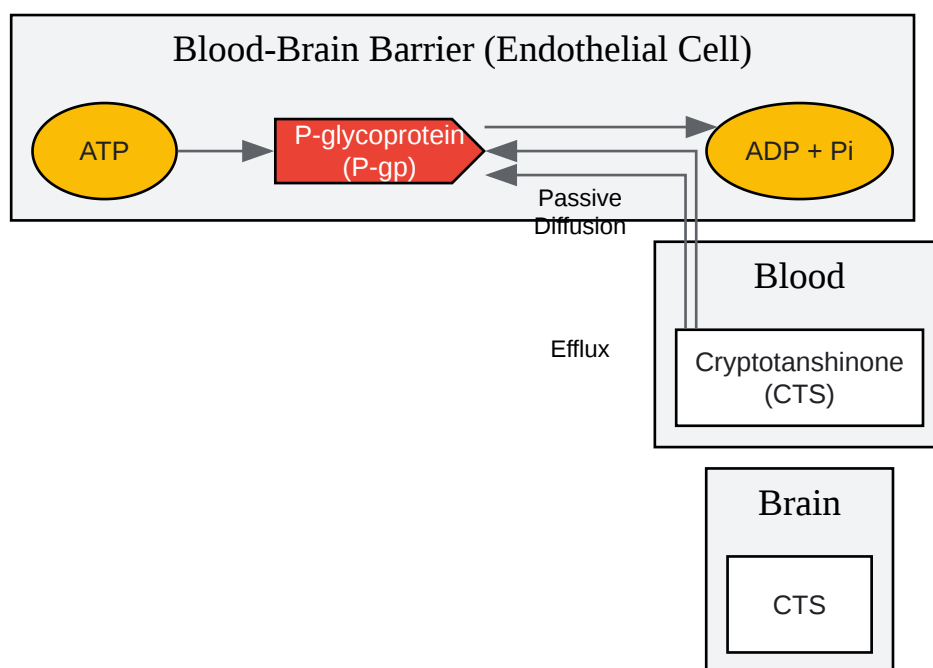 Blood-Brain Barrier (Endothelial Cell)
ATP
P-glycoprotein
(P-gp)
ADP + Pi
Passive
Diffusion
Blood
Efflux
Cryptotanshinone
(CTS)
Brain
CTS